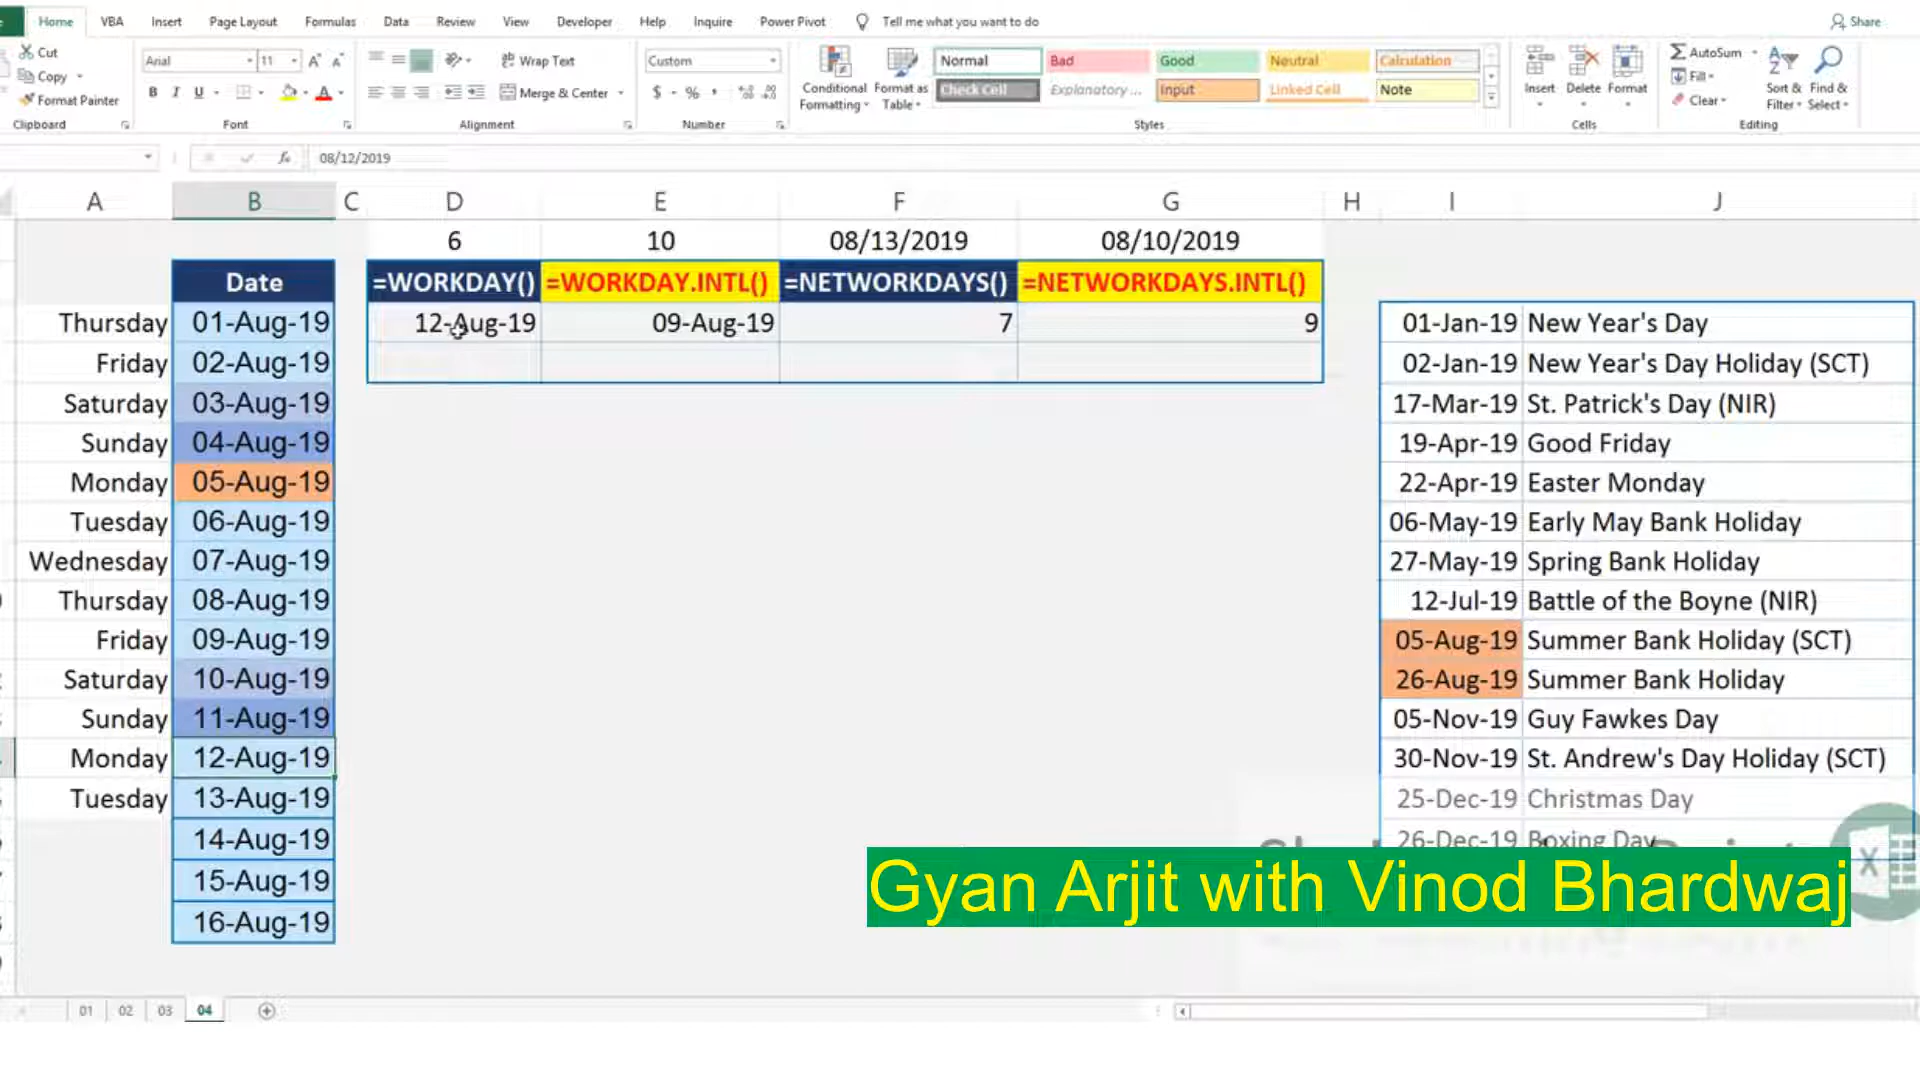 Home VBA Insert Page Layout Formulas Data Review View Developer Help Inquire Power Pivot Tell me what you want to do Share
Cut
Copy
Format Painter
Clipboard
Arial 11
B I U
Font
Wrap Text
Merge & Center
Alignment
Custom
$ % ,
Number
Conditional Formatting
Format as Table
Normal Bad Good Neutral Calculation
Check Cell Explanatory ... Input Linked Cell Note
Styles
Insert Delete Format
Cells
AutoSum
Fill
Clear
Sort & Filter
Find & Select
Editing
fx 08/12/2019
A B C D E F G H I J
6 10 08/13/2019 08/10/2019
Date =WORKDAY() =WORKDAY.INTL() =NETWORKDAYS() =NETWORKDAYS.INTL()
Thursday 01-Aug-19 12-Aug-19 09-Aug-19 7 9 01-Jan-19 New Year's Day
Friday 02-Aug-19 02-Jan-19 New Year's Day Holiday (SCT)
Saturday 03-Aug-19 17-Mar-19 St. Patrick's Day (NIR)
Sunday 04-Aug-19 19-Apr-19 Good Friday
Monday 05-Aug-19 22-Apr-19 Easter Monday
Tuesday 06-Aug-19 06-May-19 Early May Bank Holiday
Wednesday 07-Aug-19 27-May-19 Spring Bank Holiday
Thursday 08-Aug-19 12-Jul-19 Battle of the Boyne (NIR)
Friday 09-Aug-19 05-Aug-19 Summer Bank Holiday (SCT)
Saturday 10-Aug-19 26-Aug-19 Summer Bank Holiday
Sunday 11-Aug-19 05-Nov-19 Guy Fawkes Day
Monday 12-Aug-19 30-Nov-19 St. Andrew's Day Holiday (SCT)
Tuesday 13-Aug-19 25-Dec-19 Christmas Day
14-Aug-19 26-Dec-19 Boxing Day
15-Aug-19
16-Aug-19
Gyan Arjit with Vinod Bhardwaj
01 02 03 04